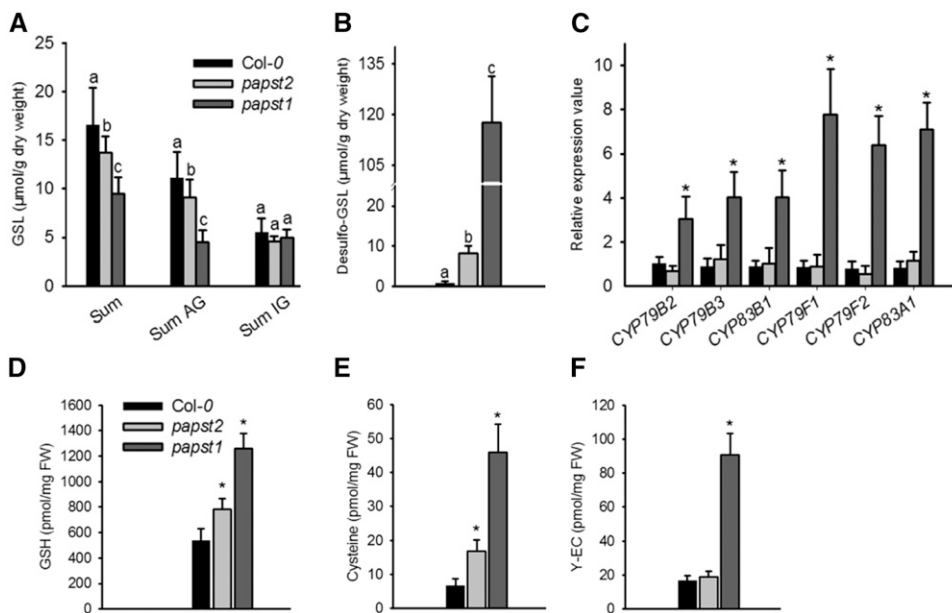 A
GSL (µmol/g dry weight)
25
20
15
10
5
0
Col-0
papst2
papst1
a
b
c
a
b
c
a
a
a
Sum
Sum AG
Sum IG
B
Desulfo-GSL (µmol/g dry weight)
135
120
105
20
10
0
a
b
c
C
Relative expression value
10
8
6
4
2
0
*
*
*
*
*
*
CYP79B2
CYP79B3
CYP83B1
CYP79F1
CYP79F2
CYP83A1
D
GSH (pmol/mg FW)
1600
1400
1200
1000
800
600
400
200
0
Col-0
papst2
papst1
*
*
E
Cysteine (pmol/mg FW)
60
50
40
30
20
10
0
*
*
F
Y-EC (pmol/mg FW)
120
100
80
60
40
20
0
*